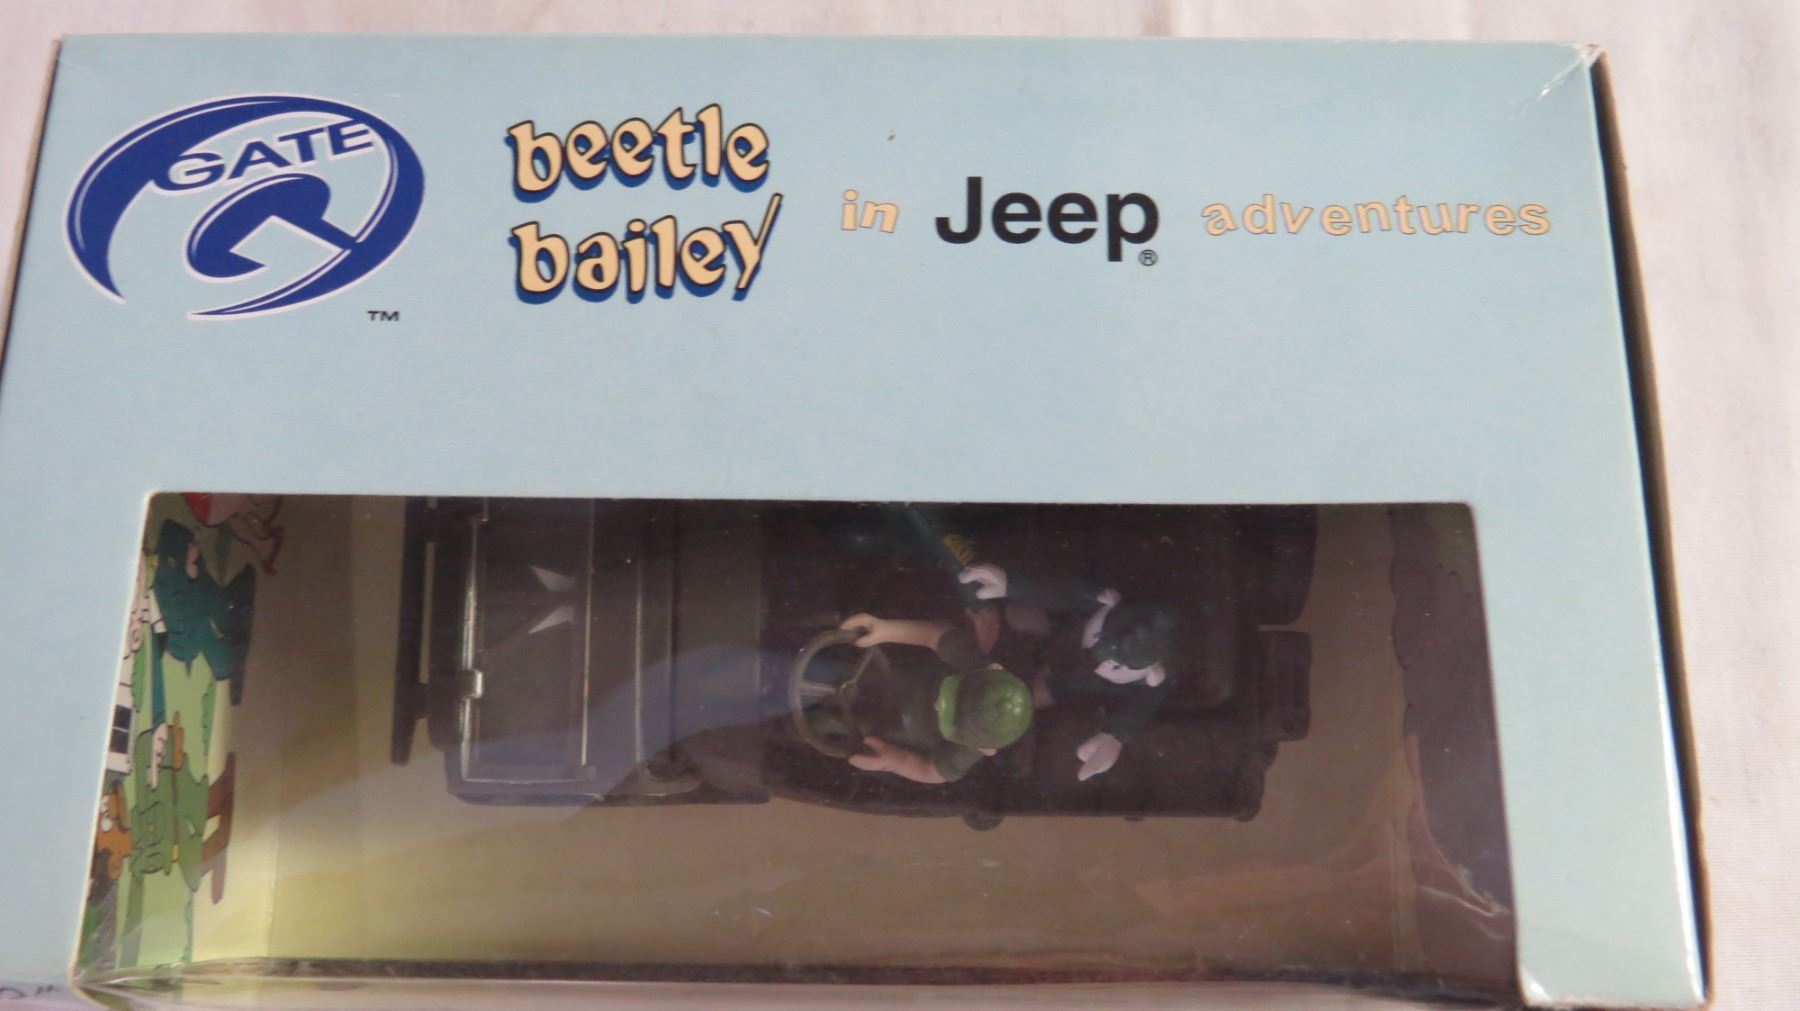 GATE
TM
beetle
bailey
in Jeep® adventures